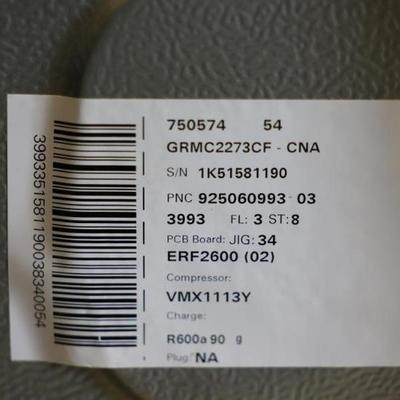 750574 54
GRMC2273CF - CNA
S/N 1K51581190
PNC 925060993 03
3993 FL: 3 ST: 8
PCB Board: JIG: 34
ERF2600 (02)
Compressor:
VMX1113Y
Charge:
R600a 90 g
Plug: NA
3993351581190038340054